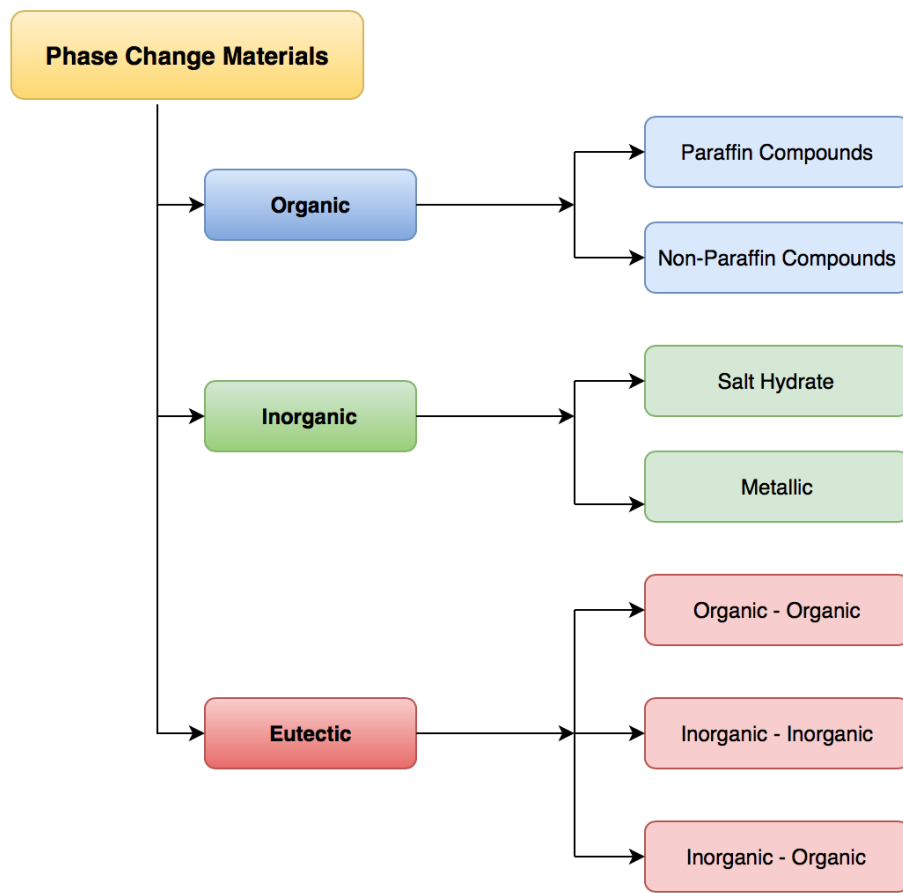 Phase Change Materials
Organic
Paraffin Compounds
Non-Paraffin Compounds
Inorganic
Salt Hydrate
Metallic
Eutectic
Organic - Organic
Inorganic - Inorganic
Inorganic - Organic